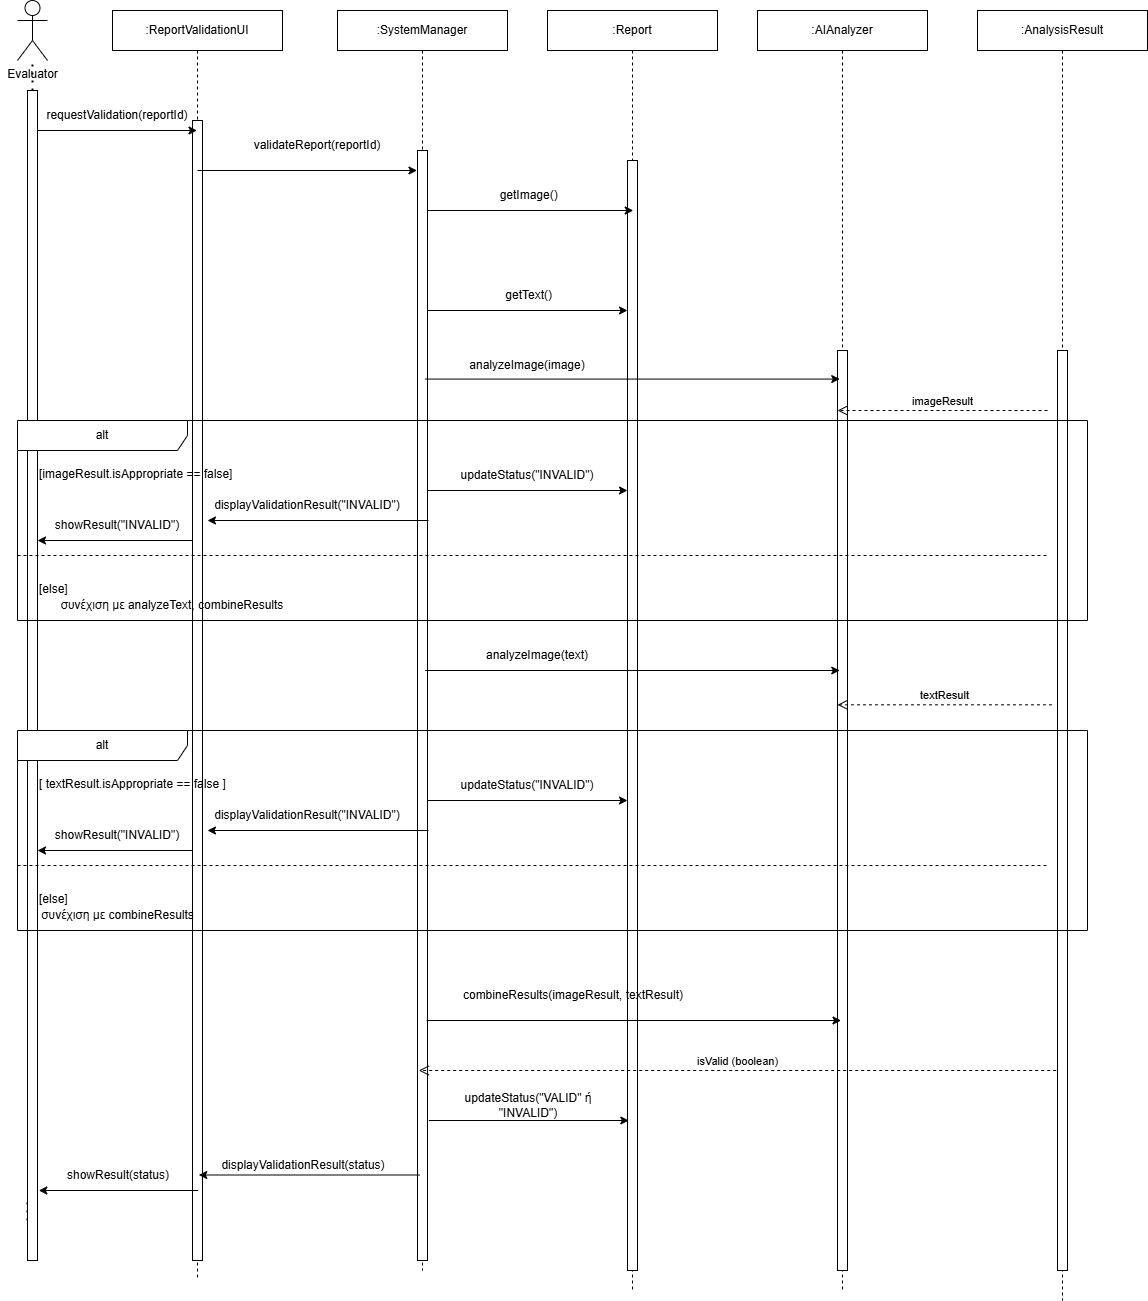 :ReportValidationUI
:SystemManager
:Report
:AIAnalyzer
:AnalysisResult
Evaluator
requestValidation(reportId)
validateReport(reportId)
getImage()
getText()
analyzeImage(image)
imageResult
alt
[imageResult.isAppropriate == false]
updateStatus("INVALID")
displayValidationResult("INVALID")
showResult("INVALID")
[else]
συνέχιση με analyzeText, combineResults
analyzeImage(text)
textResult
alt
[ textResult.isAppropriate == false ]
updateStatus("INVALID")
displayValidationResult("INVALID")
showResult("INVALID")
[else]
συνέχιση με combineResults
combineResults(imageResult, textResult)
isValid (boolean)
updateStatus("VALID" ή
"INVALID")
displayValidationResult(status)
showResult(status)